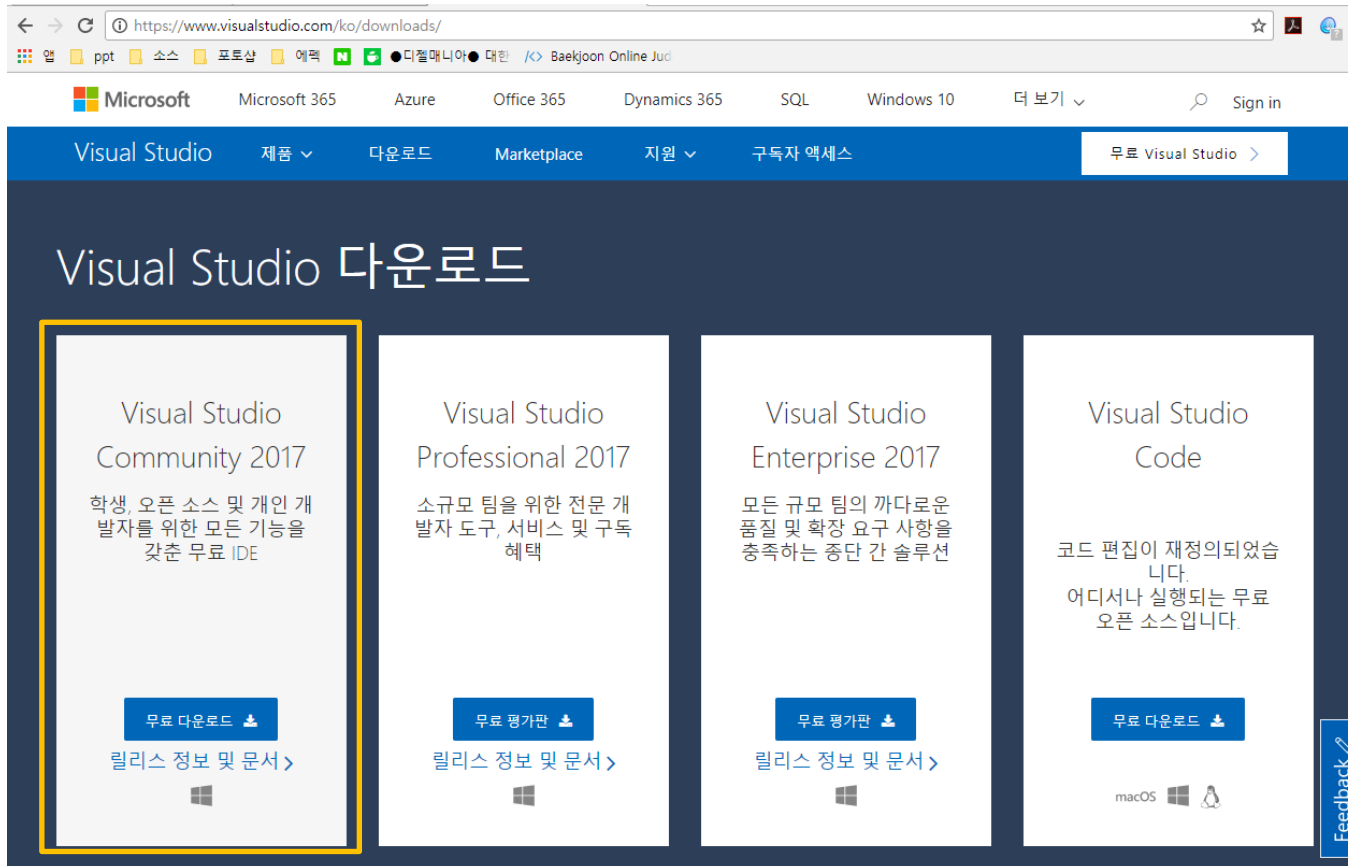 https://www.visualstudio.com/ko/downloads/
앱 ppt 소스 포토샵 에펙 N ●디젤매니아● 대한 /<> Baekjoon Online Jud
Microsoft Microsoft 365 Azure Office 365 Dynamics 365 SQL Windows 10 더 보기 Sign in
Visual Studio 제품 다운로드 Marketplace 지원 구독자 액세스 무료 Visual Studio
Visual Studio 다운로드
Visual Studio
Community 2017
학생, 오픈 소스 및 개인 개
발자를 위한 모든 기능을
갖춘 무료 IDE
무료 다운로드
릴리스 정보 및 문서
Visual Studio
Professional 2017
소규모 팀을 위한 전문 개
발자 도구, 서비스 및 구독
혜택
무료 평가판
릴리스 정보 및 문서
Visual Studio
Enterprise 2017
모든 규모 팀의 까다로운
품질 및 확장 요구 사항을
충족하는 종단 간 솔루션
무료 평가판
릴리스 정보 및 문서
Visual Studio
Code
코드 편집이 재정의되었습
니다.
어디서나 실행되는 무료
오픈 소스입니다.
무료 다운로드
macOS
Feedback